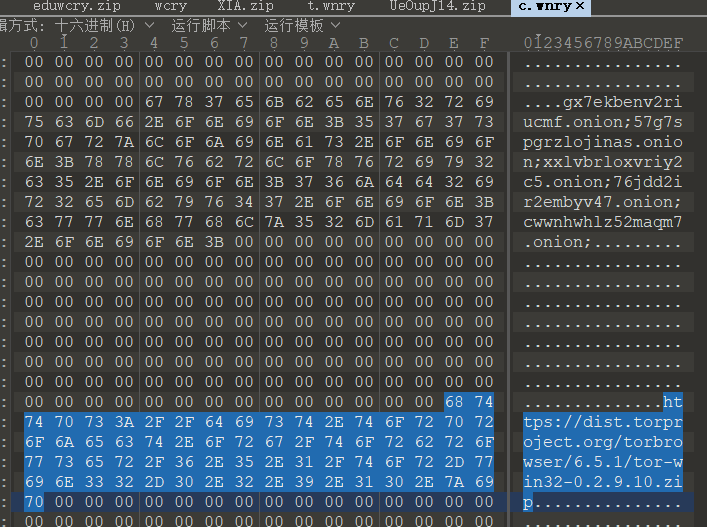 eduwcry.zip wcry XIA.zip t.wnry UeOupJl4.zip c.wnry ×
辑方式: 十六进制(H) 运行脚本 运行模板
0 1 2 3 4 5 6 7 8 9 A B C D E F 0123456789ABCDEF
: 00 00 00 00 00 00 00 00 00 00 00 00 00 00 00 00 ................
: 00 00 00 00 00 00 00 00 00 00 00 00 00 00 00 00 ................
: 00 00 00 00 67 78 37 65 6B 62 65 6E 76 32 72 69 ....gx7ekbenv2ri
: 75 63 6D 66 2E 6F 6E 69 6F 6E 3B 35 37 67 37 73 ucmf.onion;57g7s
: 70 67 72 7A 6C 6F 6A 69 6E 61 73 2E 6F 6E 69 6F pgrzlojinas.onio
: 6E 3B 78 78 6C 76 62 72 6C 6F 78 76 72 69 79 32 n;xxlvbrloxvriy2
: 63 35 2E 6F 6E 69 6F 6E 3B 37 36 6A 64 64 32 69 c5.onion;76jdd2i
: 72 32 65 6D 62 79 76 34 37 2E 6F 6E 69 6F 6E 3B r2embyv47.onion;
: 63 77 77 6E 68 77 68 6C 7A 35 32 6D 61 71 6D 37 cwwnhwhlz52maqm7
: 2E 6F 6E 69 6F 6E 3B 00 00 00 00 00 00 00 00 00 .onion;.........
: 00 00 00 00 00 00 00 00 00 00 00 00 00 00 00 00 ................
: 00 00 00 00 00 00 00 00 00 00 00 00 00 00 00 00 ................
: 00 00 00 00 00 00 00 00 00 00 00 00 00 00 00 00 ................
: 00 00 00 00 00 00 00 00 00 00 00 00 00 00 00 00 ................
: 00 00 00 00 00 00 00 00 00 00 00 00 00 00 00 00 ................
: 00 00 00 00 00 00 00 00 00 00 00 00 00 00 00 00 ................
: 00 00 00 00 00 00 00 00 00 00 00 00 00 00 00 00 ................
: 00 00 00 00 00 00 00 00 00 00 00 00 00 00 68 74 ..............ht
: 74 70 73 3A 2F 2F 64 69 73 74 2E 74 6F 72 70 72 tps://dist.torpr
: 6F 6A 65 63 74 2E 6F 72 67 2F 74 6F 72 62 72 6F oject.org/torbro
: 77 73 65 72 2F 36 2E 35 2E 31 2F 74 6F 72 2D 77 wser/6.5.1/tor-w
: 69 6E 33 32 2D 30 2E 32 2E 39 2E 31 30 2E 7A 69 in32-0.2.9.10.zi
: 70 00 00 00 00 00 00 00 00 00 00 00 00 00 00 00 p...............
: 00 00 00 00 00 00 00 00 00 00 00 00 00 00 00 00 ................